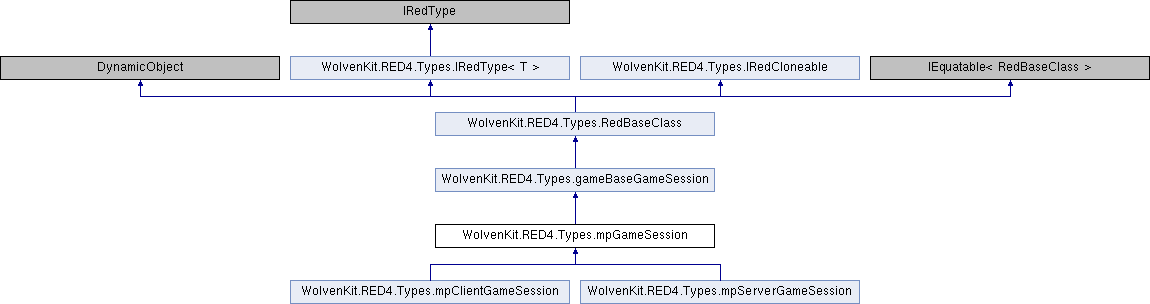 IRedType
DynamicObject
WolvenKit.RED4.Types.IRedType< T >
WolvenKit.RED4.Types.IRedCloneable
IEquatable< RedBaseClass >
WolvenKit.RED4.Types.RedBaseClass
WolvenKit.RED4.Types.gameBaseGameSession
WolvenKit.RED4.Types.mpGameSession
WolvenKit.RED4.Types.mpClientGameSession
WolvenKit.RED4.Types.mpServerGameSession